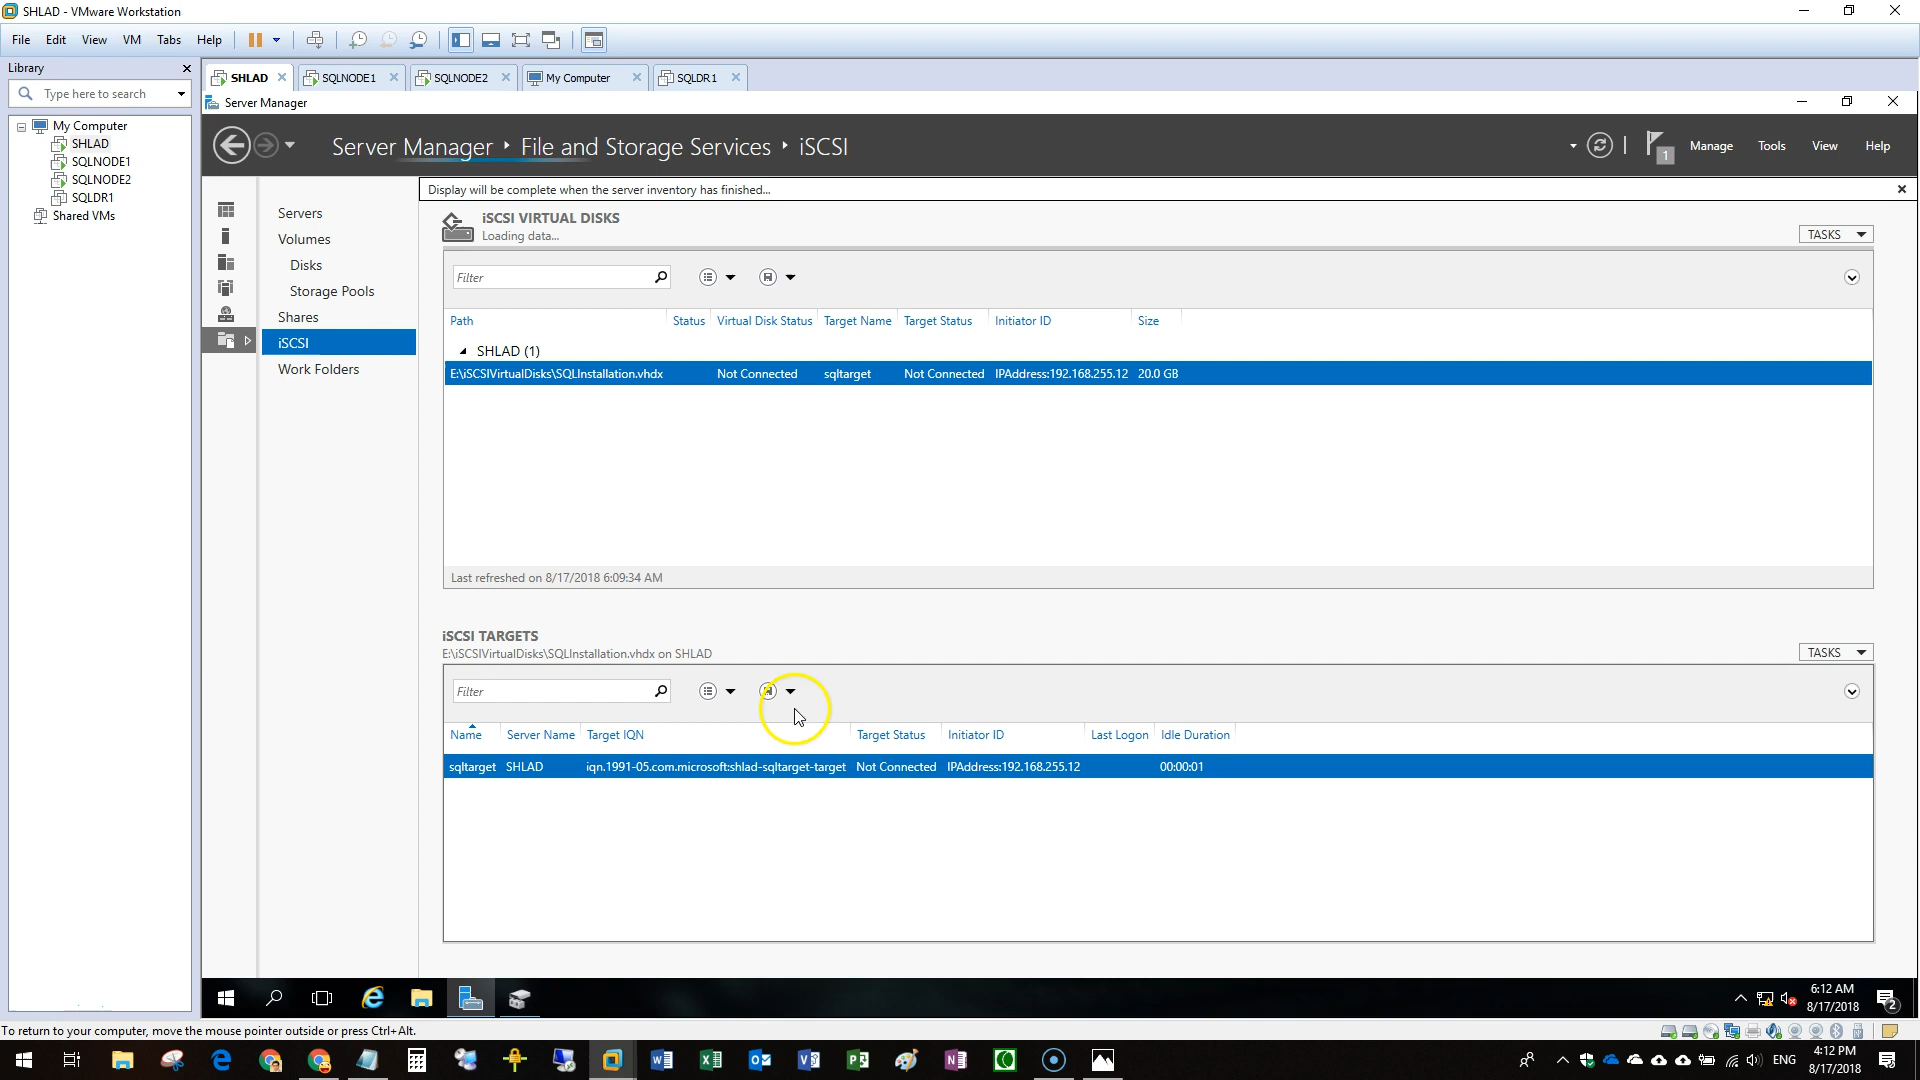 SHLAD - VMware Workstation
File Edit View VM Tabs Help
Library
Type here to search
My Computer
SHLAD
SQLNODE1
SQLNODE2
SQLDR1
Shared VMs
SHLAD SQLNODE1 SQLNODE2 My Computer SQLDR1
Server Manager
Server Manager File and Storage Services iSCSI
1 Manage Tools View Help
Display will be complete when the server inventory has finished...
Servers
Volumes
Disks
Storage Pools
Shares
iSCSI
Work Folders
iSCSI VIRTUAL DISKS
Loading data...
TASKS
Filter
Path Status Virtual Disk Status Target Name Target Status Initiator ID Size
SHLAD (1)
E:\iSCSIVirtualDisks\SQLInstallation.vhdx Not Connected sqltarget Not Connected IPAddress:192.168.255.12 20.0 GB
Last refreshed on 8/17/2018 6:09:34 AM
iSCSI TARGETS
E:\iSCSIVirtualDisks\SQLInstallation.vhdx on SHLAD
TASKS
Filter
Name Server Name Target IQN Target Status Initiator ID Last Logon Idle Duration
sqltarget SHLAD iqn.1991-05.com.microsoft:shlad-sqltarget-target Not Connected IPAddress:192.168.255.12 00:00:01
6:12 AM
8/17/2018
2
To return to your computer, move the mouse pointer outside or press Ctrl+Alt.
ENG
4:12 PM
8/17/2018